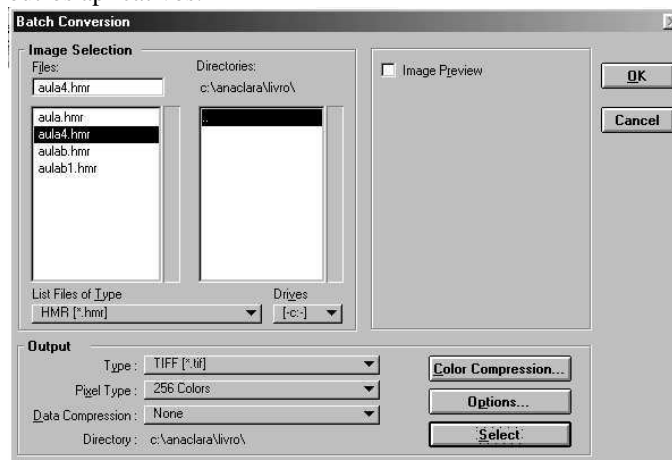 Batch Conversion
Image Selection
Files:
aula4.hmr
aula.hmr
aula4.hmr
aulab.hmr
aulab1.hmr
Directories:
c:\anaclara\livro\
..
List Files of Type
HMR [*.hmr]
Drives
[-c:-]
Image Preview
OK
Cancel
Output
Type : TIFF [*.tif]
Pixel Type : 256 Colors
Data Compression : None
Directory : c:\anaclara\livro\
Color Compression...
Options...
Select